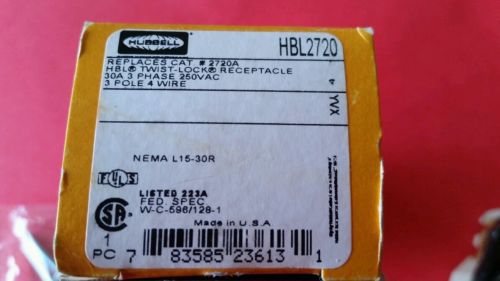 HUBBELL
HBL2720
REPLACES CAT. # 2720A
HBL® TWIST-LOCK® RECEPTACLE
30A 3 PHASE 250VAC
3 POLE 4 WIRE
4 YVX
NEMA L15-30R
LISTED 223A
FED. SPEC
W-C-596/128-1
Made in U.S.A
1
PC 7 83585 23613 1